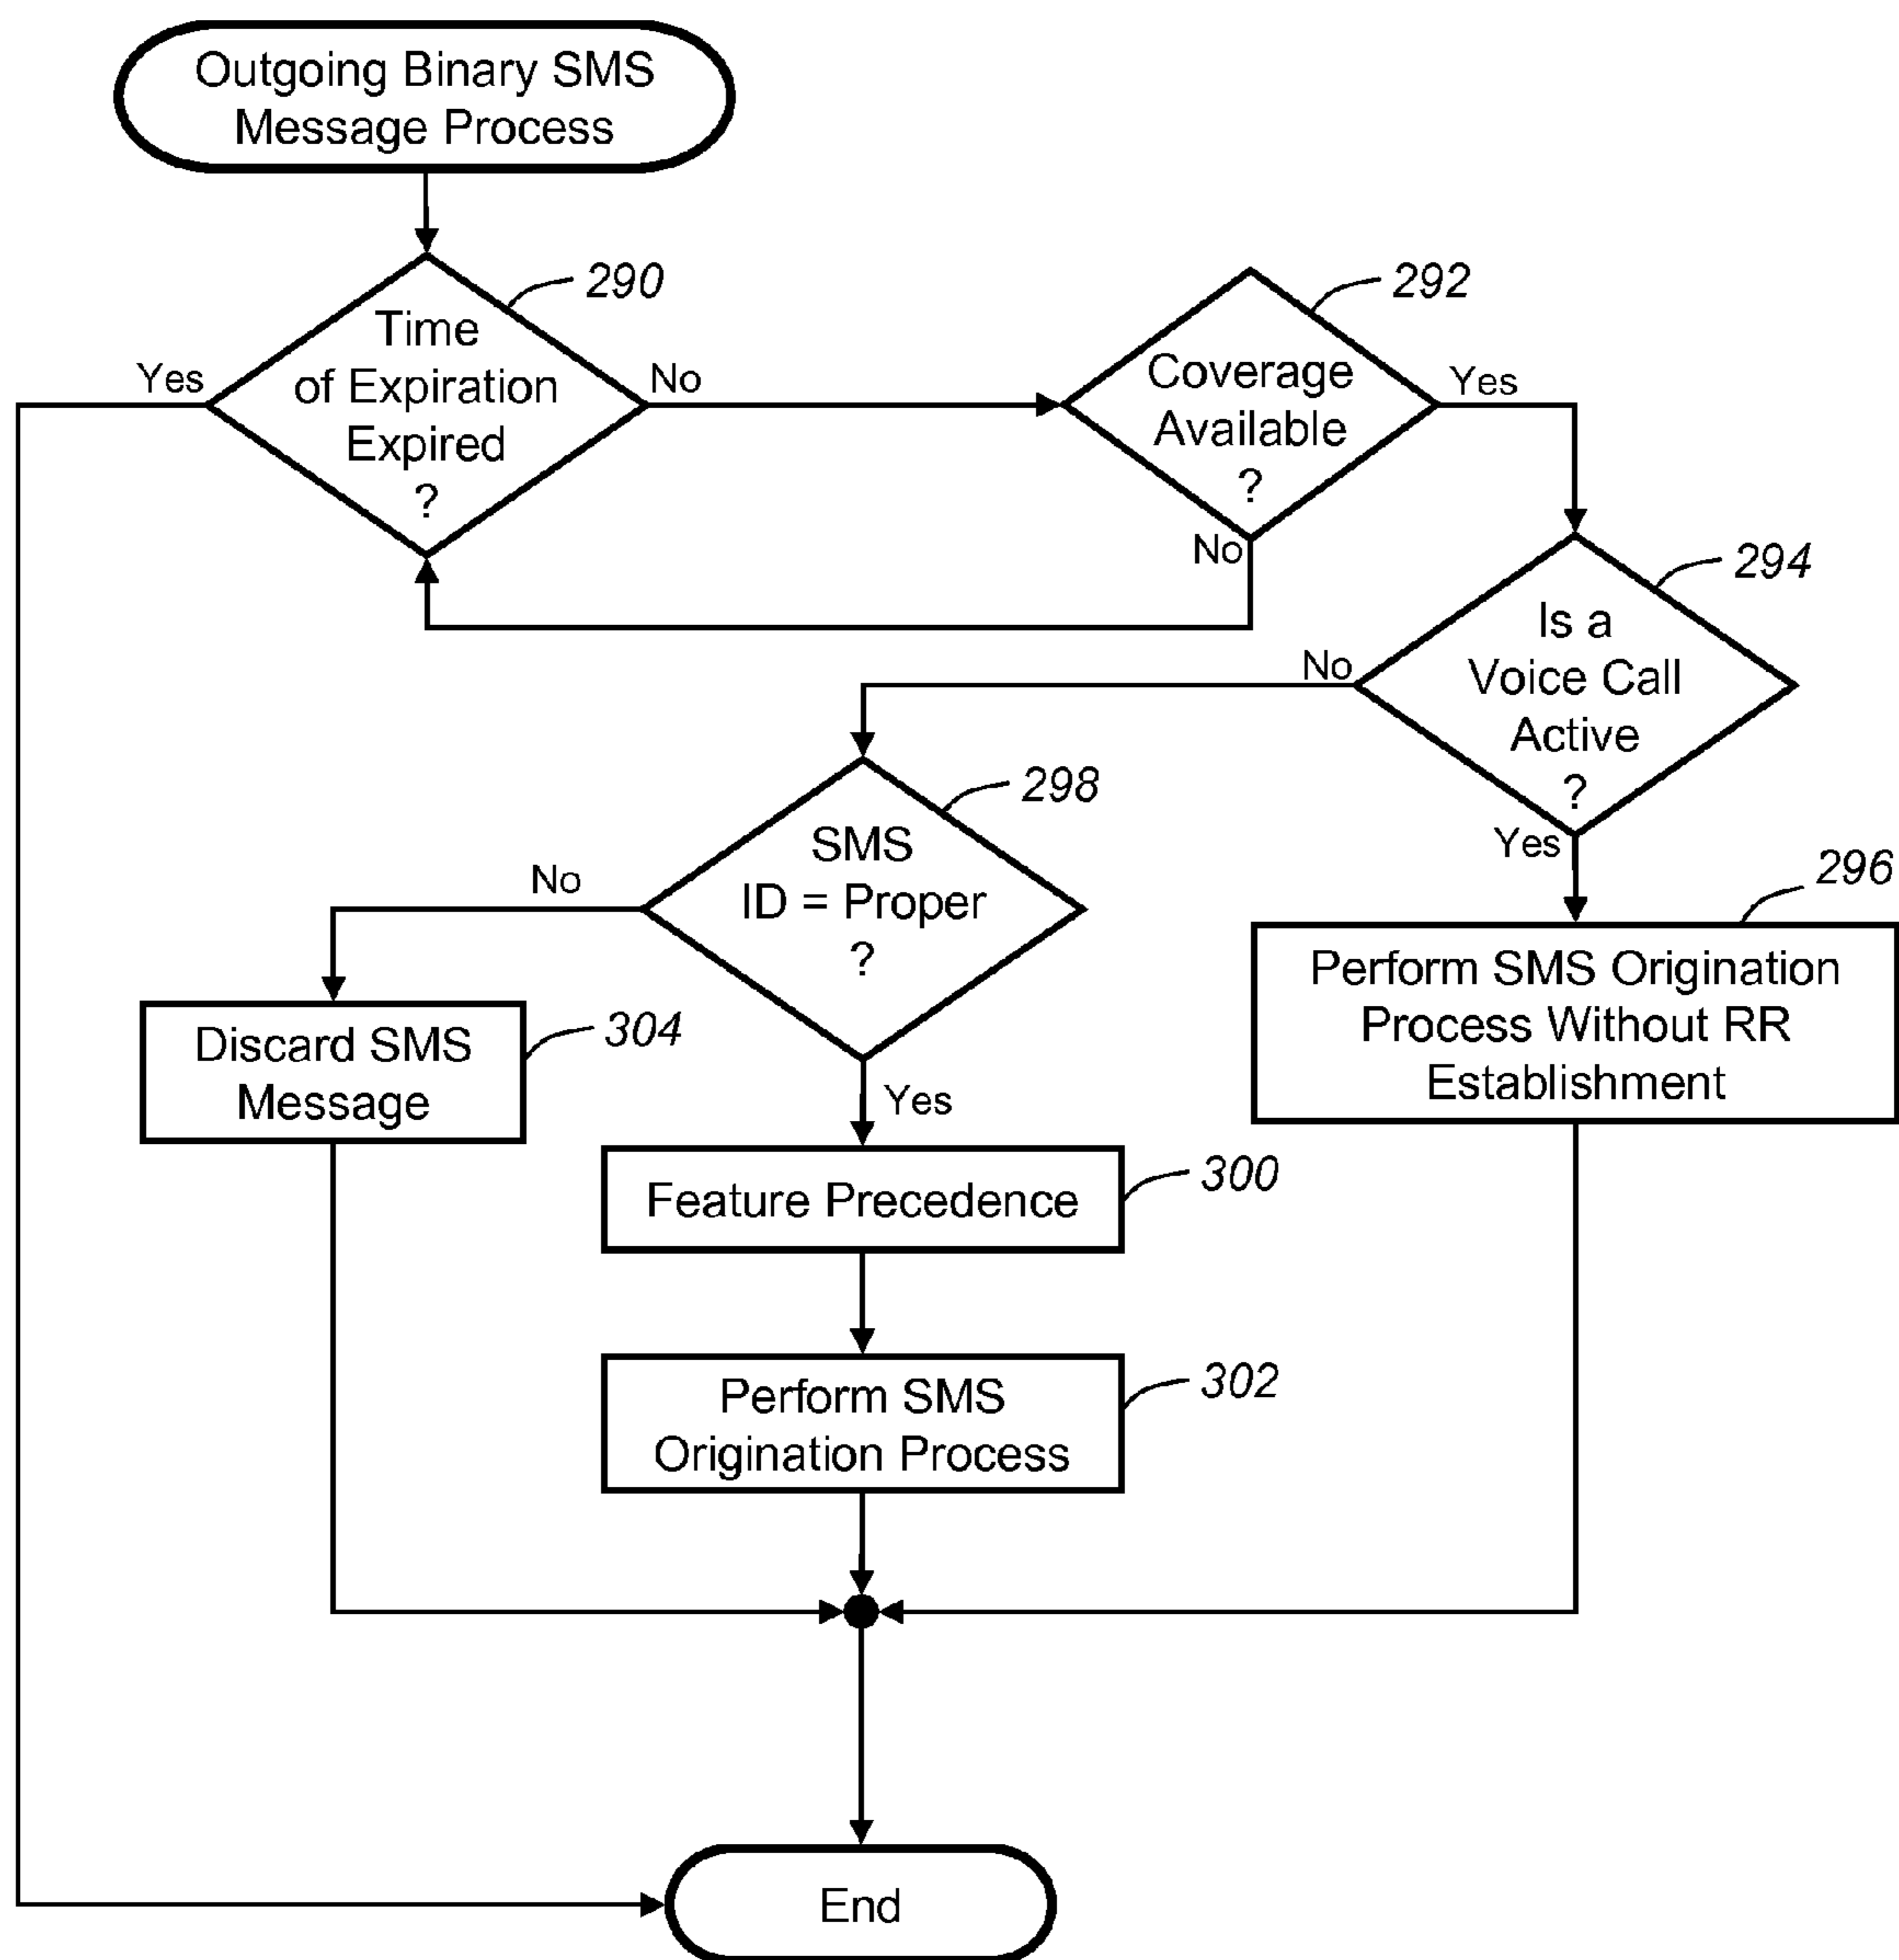 Outgoing Binary SMS
Message Process
290
Time
of Expiration
Expired
?
Yes
No
292
Coverage
Available
?
Yes
No
294
Is a
Voice Call
Active
?
No
Yes
298
SMS
ID = Proper
?
No
Yes
296
Perform SMS Origination
Process Without RR
Establishment
304
Discard SMS
Message
300
Feature Precedence
302
Perform SMS
Origination Process
End